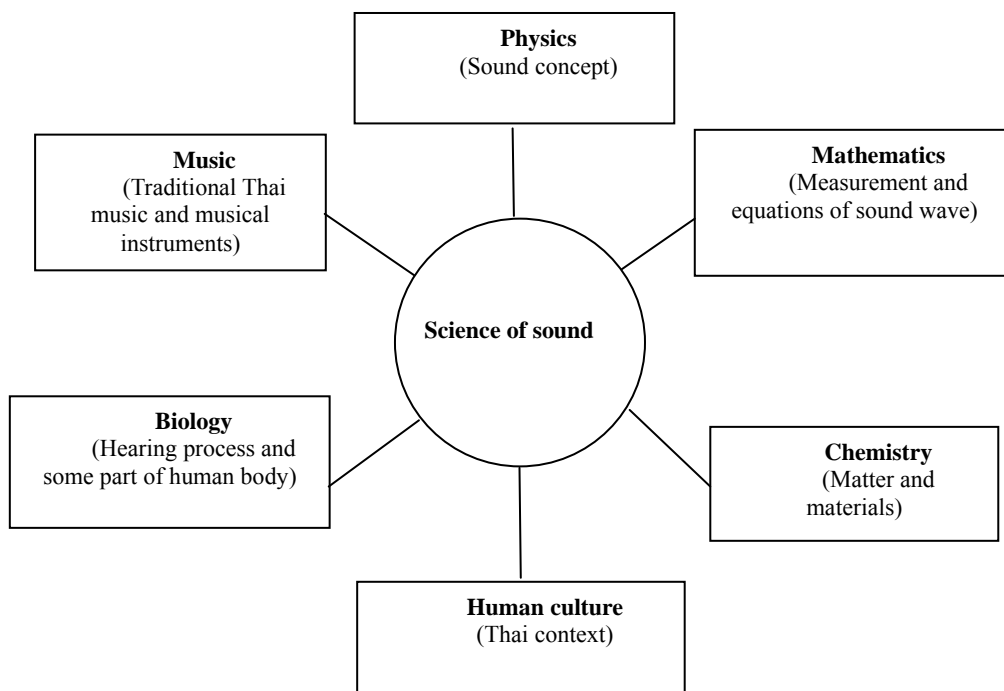 Physics
(Sound concept)
Music
(Traditional Thai
music and musical
instruments)
Mathematics
(Measurement and
equations of sound wave)
Science of sound
Biology
(Hearing process and
some part of human body)
Chemistry
(Matter and
materials)
Human culture
(Thai context)